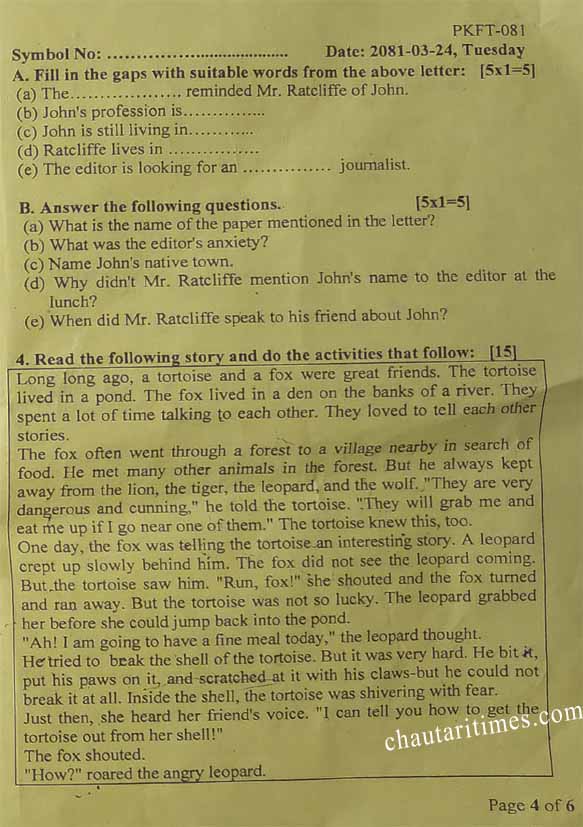 PKFT-081
Symbol No: ........................................ Date: 2081-03-24, Tuesday
A. Fill in the gaps with suitable words from the above letter: [5x1=5]
(a) The................... reminded Mr. Ratcliffe of John.
(b) John's profession is...............
(c) John is still living in............
(d) Ratcliffe lives in ................
(e) The editor is looking for an ............... journalist.
B. Answer the following questions. [5x1=5]
(a) What is the name of the paper mentioned in the letter?
(b) What was the editor's anxiety?
(c) Name John's native town.
(d) Why didn't Mr. Ratcliffe mention John's name to the editor at the
lunch?
(e) When did Mr. Ratcliffe speak to his friend about John?
4. Read the following story and do the activities that follow: [15]
Long long ago, a tortoise and a fox were great friends. The tortoise
lived in a pond. The fox lived in a den on the banks of a river. They
spent a lot of time talking to each other. They loved to tell each other
stories.
The fox often went through a forest to a village nearby in search of
food. He met many other animals in the forest. But he always kept
away from the lion, the tiger, the leopard, and the wolf. "They are very
dangerous and cunning," he told the tortoise. "They will grab me and
eat me up if I go near one of them." The tortoise knew this, too.
One day, the fox was telling the tortoise an interesting story. A leopard
crept up slowly behind him. The fox did not see the leopard coming.
But the tortoise saw him. "Run, fox!" she shouted and the fox turned
and ran away. But the tortoise was not so lucky. The leopard grabbed
her before she could jump back into the pond.
"Ah! I am going to have a fine meal today," the leopard thought.
He tried to break the shell of the tortoise. But it was very hard. He bit it,
put his paws on it, and scratched at it with his claws-but he could not
break it at all. Inside the shell, the tortoise was shivering with fear.
Just then, she heard her friend's voice. "I can tell you how to get the
tortoise out from her shell!"
The fox shouted.
"How?" roared the angry leopard.
chautaritimes.com
Page 4 of 6